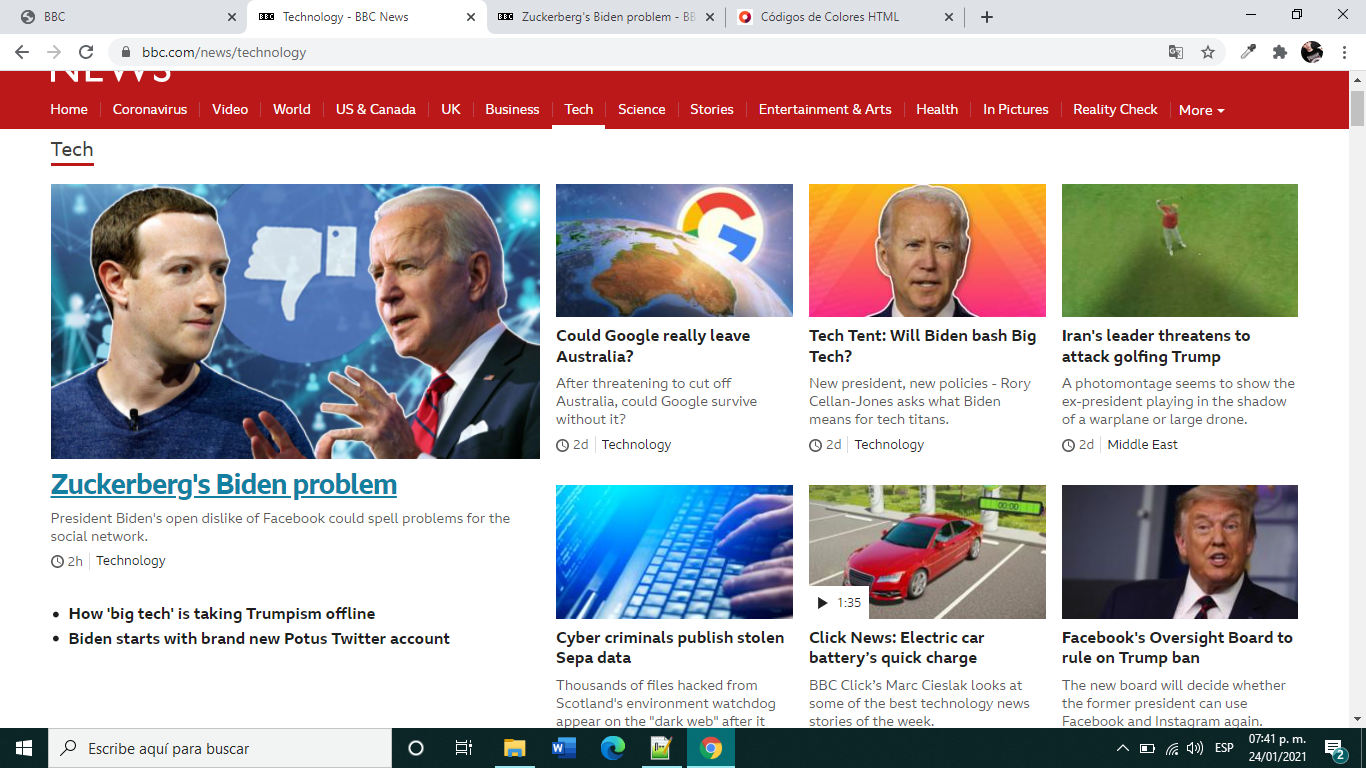 BBC
Technology - BBC News
Zuckerberg's Biden problem - BB
Códigos de Colores HTML
bbc.com/news/technology
NEWS
Home Coronavirus Video World US & Canada UK Business Tech Science Stories Entertainment & Arts Health In Pictures Reality Check More
Tech
Zuckerberg's Biden problem
President Biden's open dislike of Facebook could spell problems for the
social network.
2h Technology
How 'big tech' is taking Trumpism offline
Biden starts with brand new Potus Twitter account
Could Google really leave
Australia?
After threatening to cut off
Australia, could Google survive
without it?
2d Technology
Tech Tent: Will Biden bash Big
Tech?
New president, new policies - Rory
Cellan-Jones asks what Biden
means for tech titans.
2d Technology
Iran's leader threatens to
attack golfing Trump
A photomontage seems to show the
ex-president playing in the shadow
of a warplane or large drone.
2d Middle East
Cyber criminals publish stolen
Sepa data
Thousands of files hacked from
Scotland's environment watchdog
appear on the "dark web" after it
00:00
1:35
Click News: Electric car
battery’s quick charge
BBC Click’s Marc Cieslak looks at
some of the best technology news
stories of the week.
Facebook's Oversight Board to
rule on Trump ban
The new board will decide whether
the former president can use
Facebook and Instagram again.
Escribe aquí para buscar
ESP
07:41 p. m.
24/01/2021
2